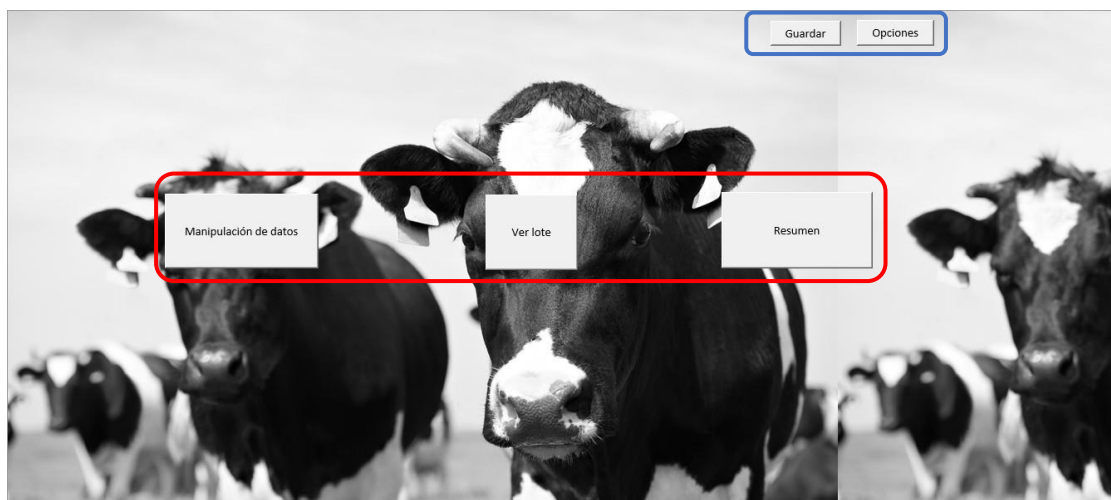 Guardar
Opciones
Manipulación de datos
Ver lote
Resumen